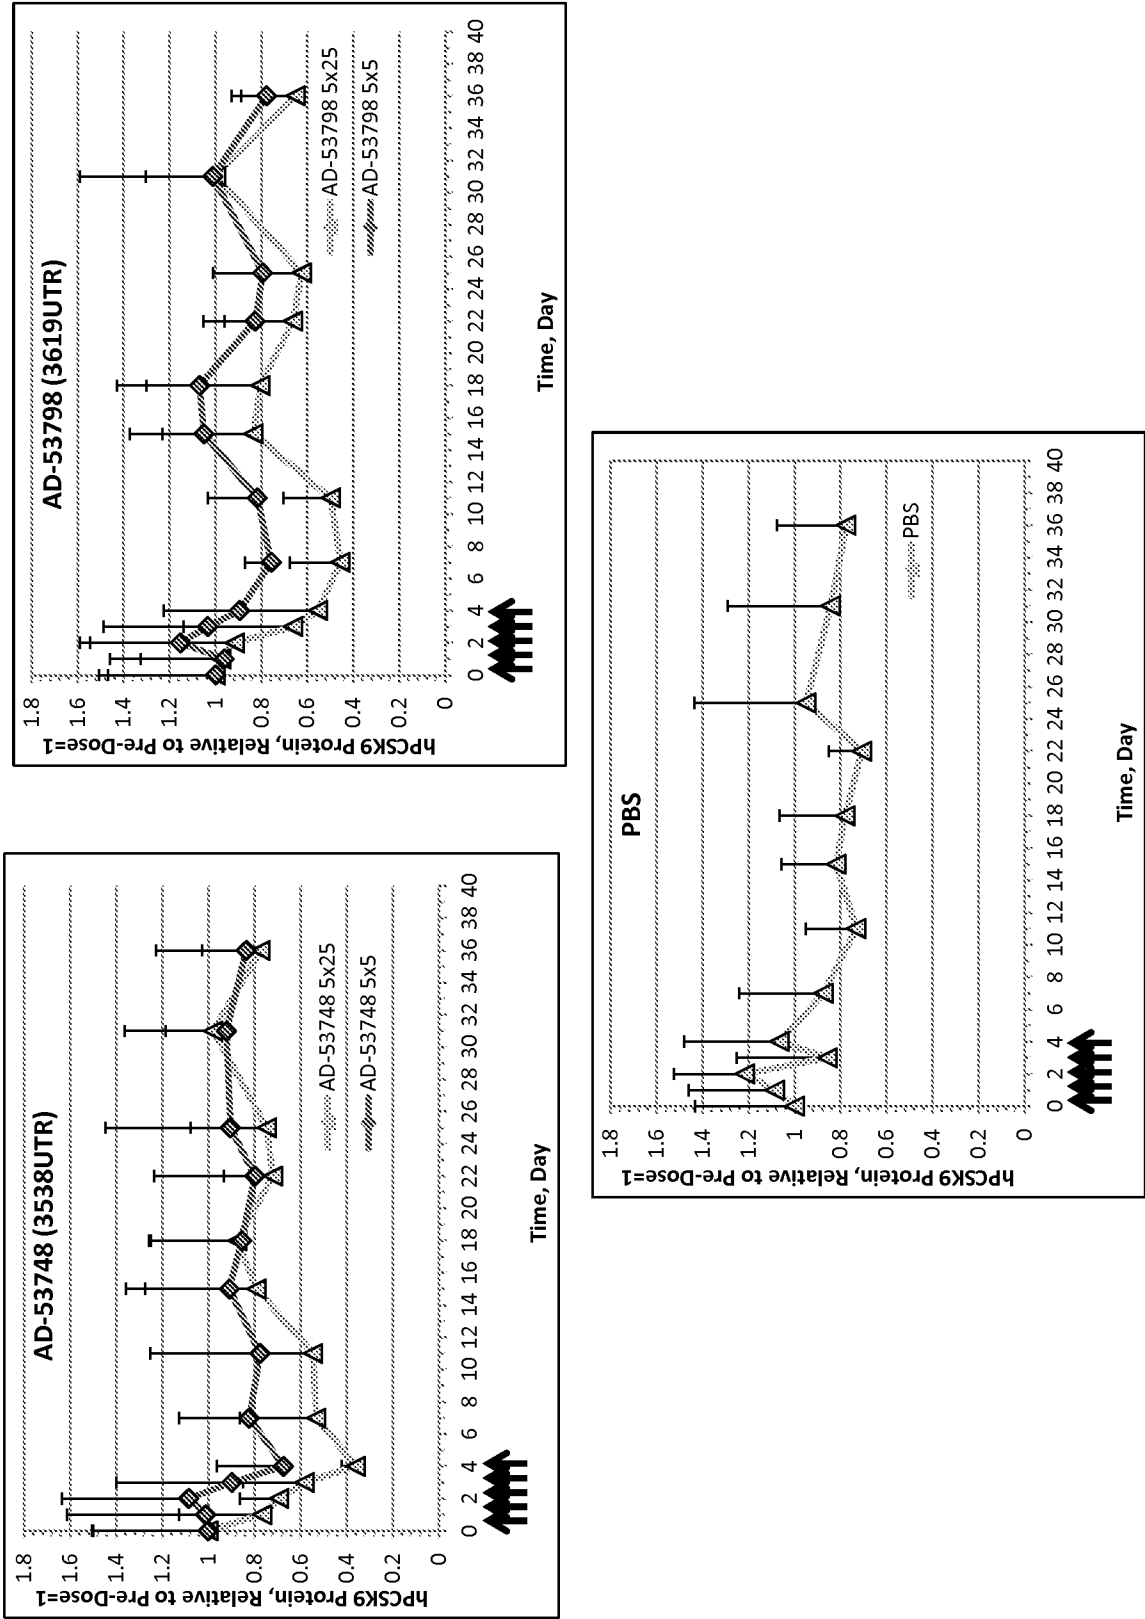 AD-53748 (3538UTR)
hPCSK9 Protein, Relative to Pre-Dose=1
1.8
1.6
1.4
1.2
1
0.8
0.6
0.4
0.2
0
AD-53748 5x25
AD-53748 5x5
0 2 4 6 8 10 12 14 16 18 20 22 24 26 28 30 32 34 36 38 40
Time, Day
AD-53798 (3619UTR)
hPCSK9 Protein, Relative to Pre-Dose=1
1.8
1.6
1.4
1.2
1
0.8
0.6
0.4
0.2
0
AD-53798 5x25
AD-53798 5x5
0 2 4 6 8 10 12 14 16 18 20 22 24 26 28 30 32 34 36 38 40
Time, Day
PBS
hPCSK9 Protein, Relative to Pre-Dose=1
1.8
1.6
1.4
1.2
1
0.8
0.6
0.4
0.2
0
PBS
0 2 4 6 8 10 12 14 16 18 20 22 24 26 28 30 32 34 36 38 40
Time, Day